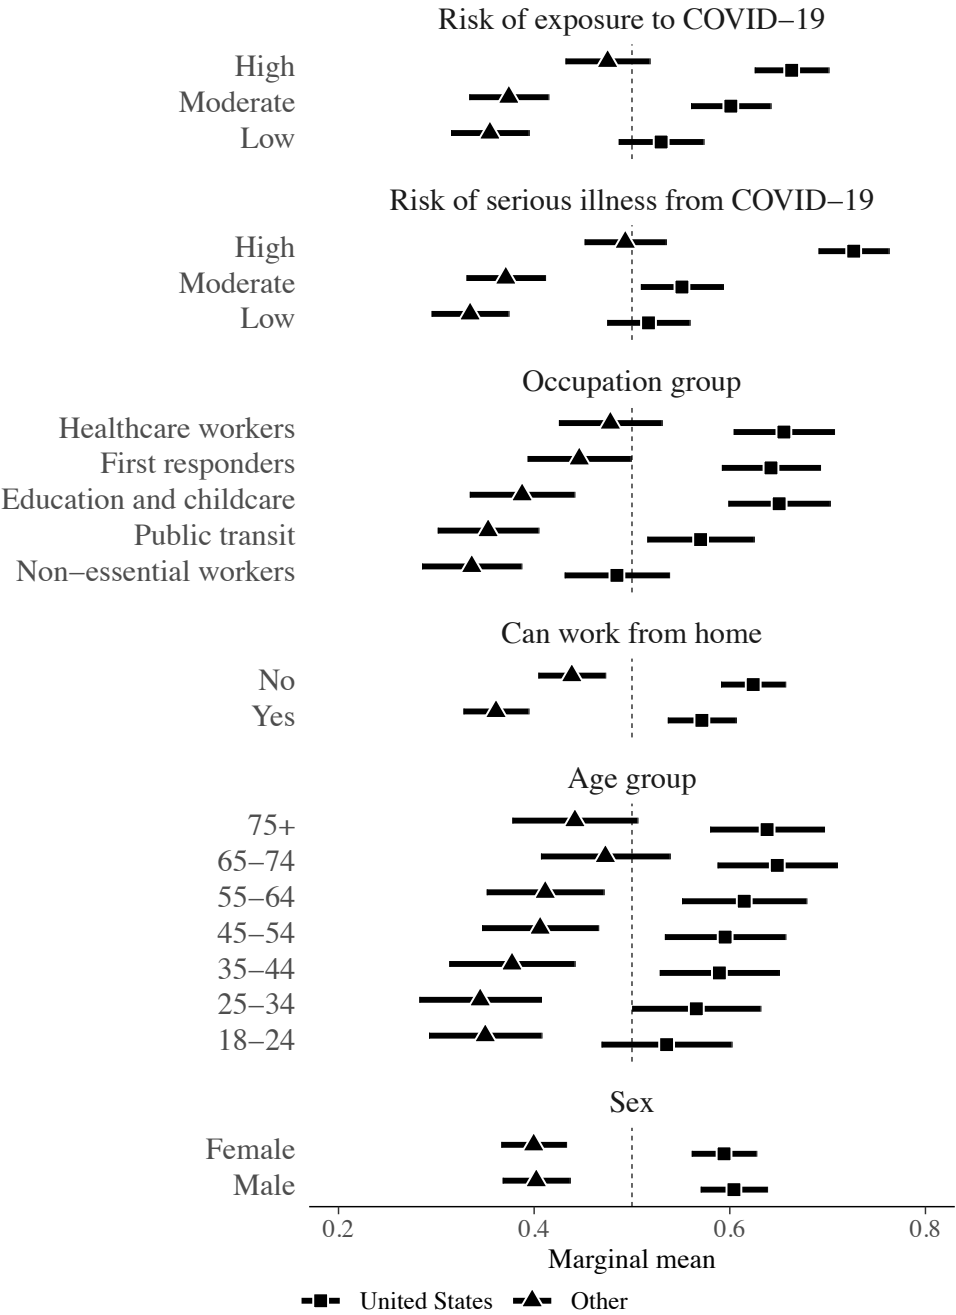 Risk of exposure to COVID–19
High
Moderate
Low
Risk of serious illness from COVID–19
High
Moderate
Low
Occupation group
Healthcare workers
First responders
Education and childcare
Public transit
Non–essential workers
Can work from home
No
Yes
Age group
75+
65–74
55–64
45–54
35–44
25–34
18–24
Sex
Female
Male
0.2 0.4 0.6 0.8
Marginal mean
United States Other